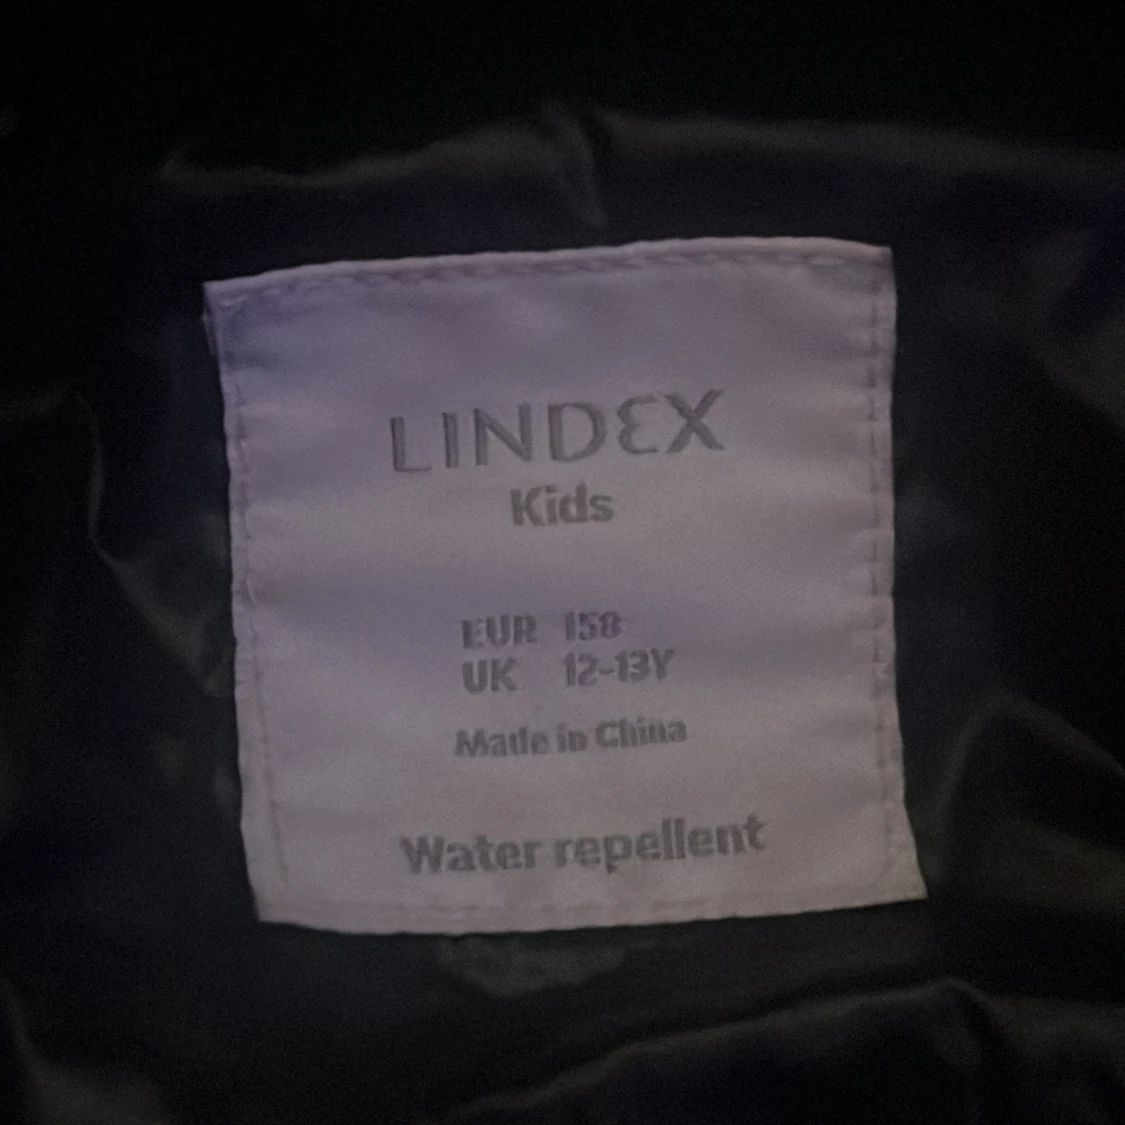 LINDEX
Kids
EUR 158
UK 12-13Y
Made in China
Water repellent